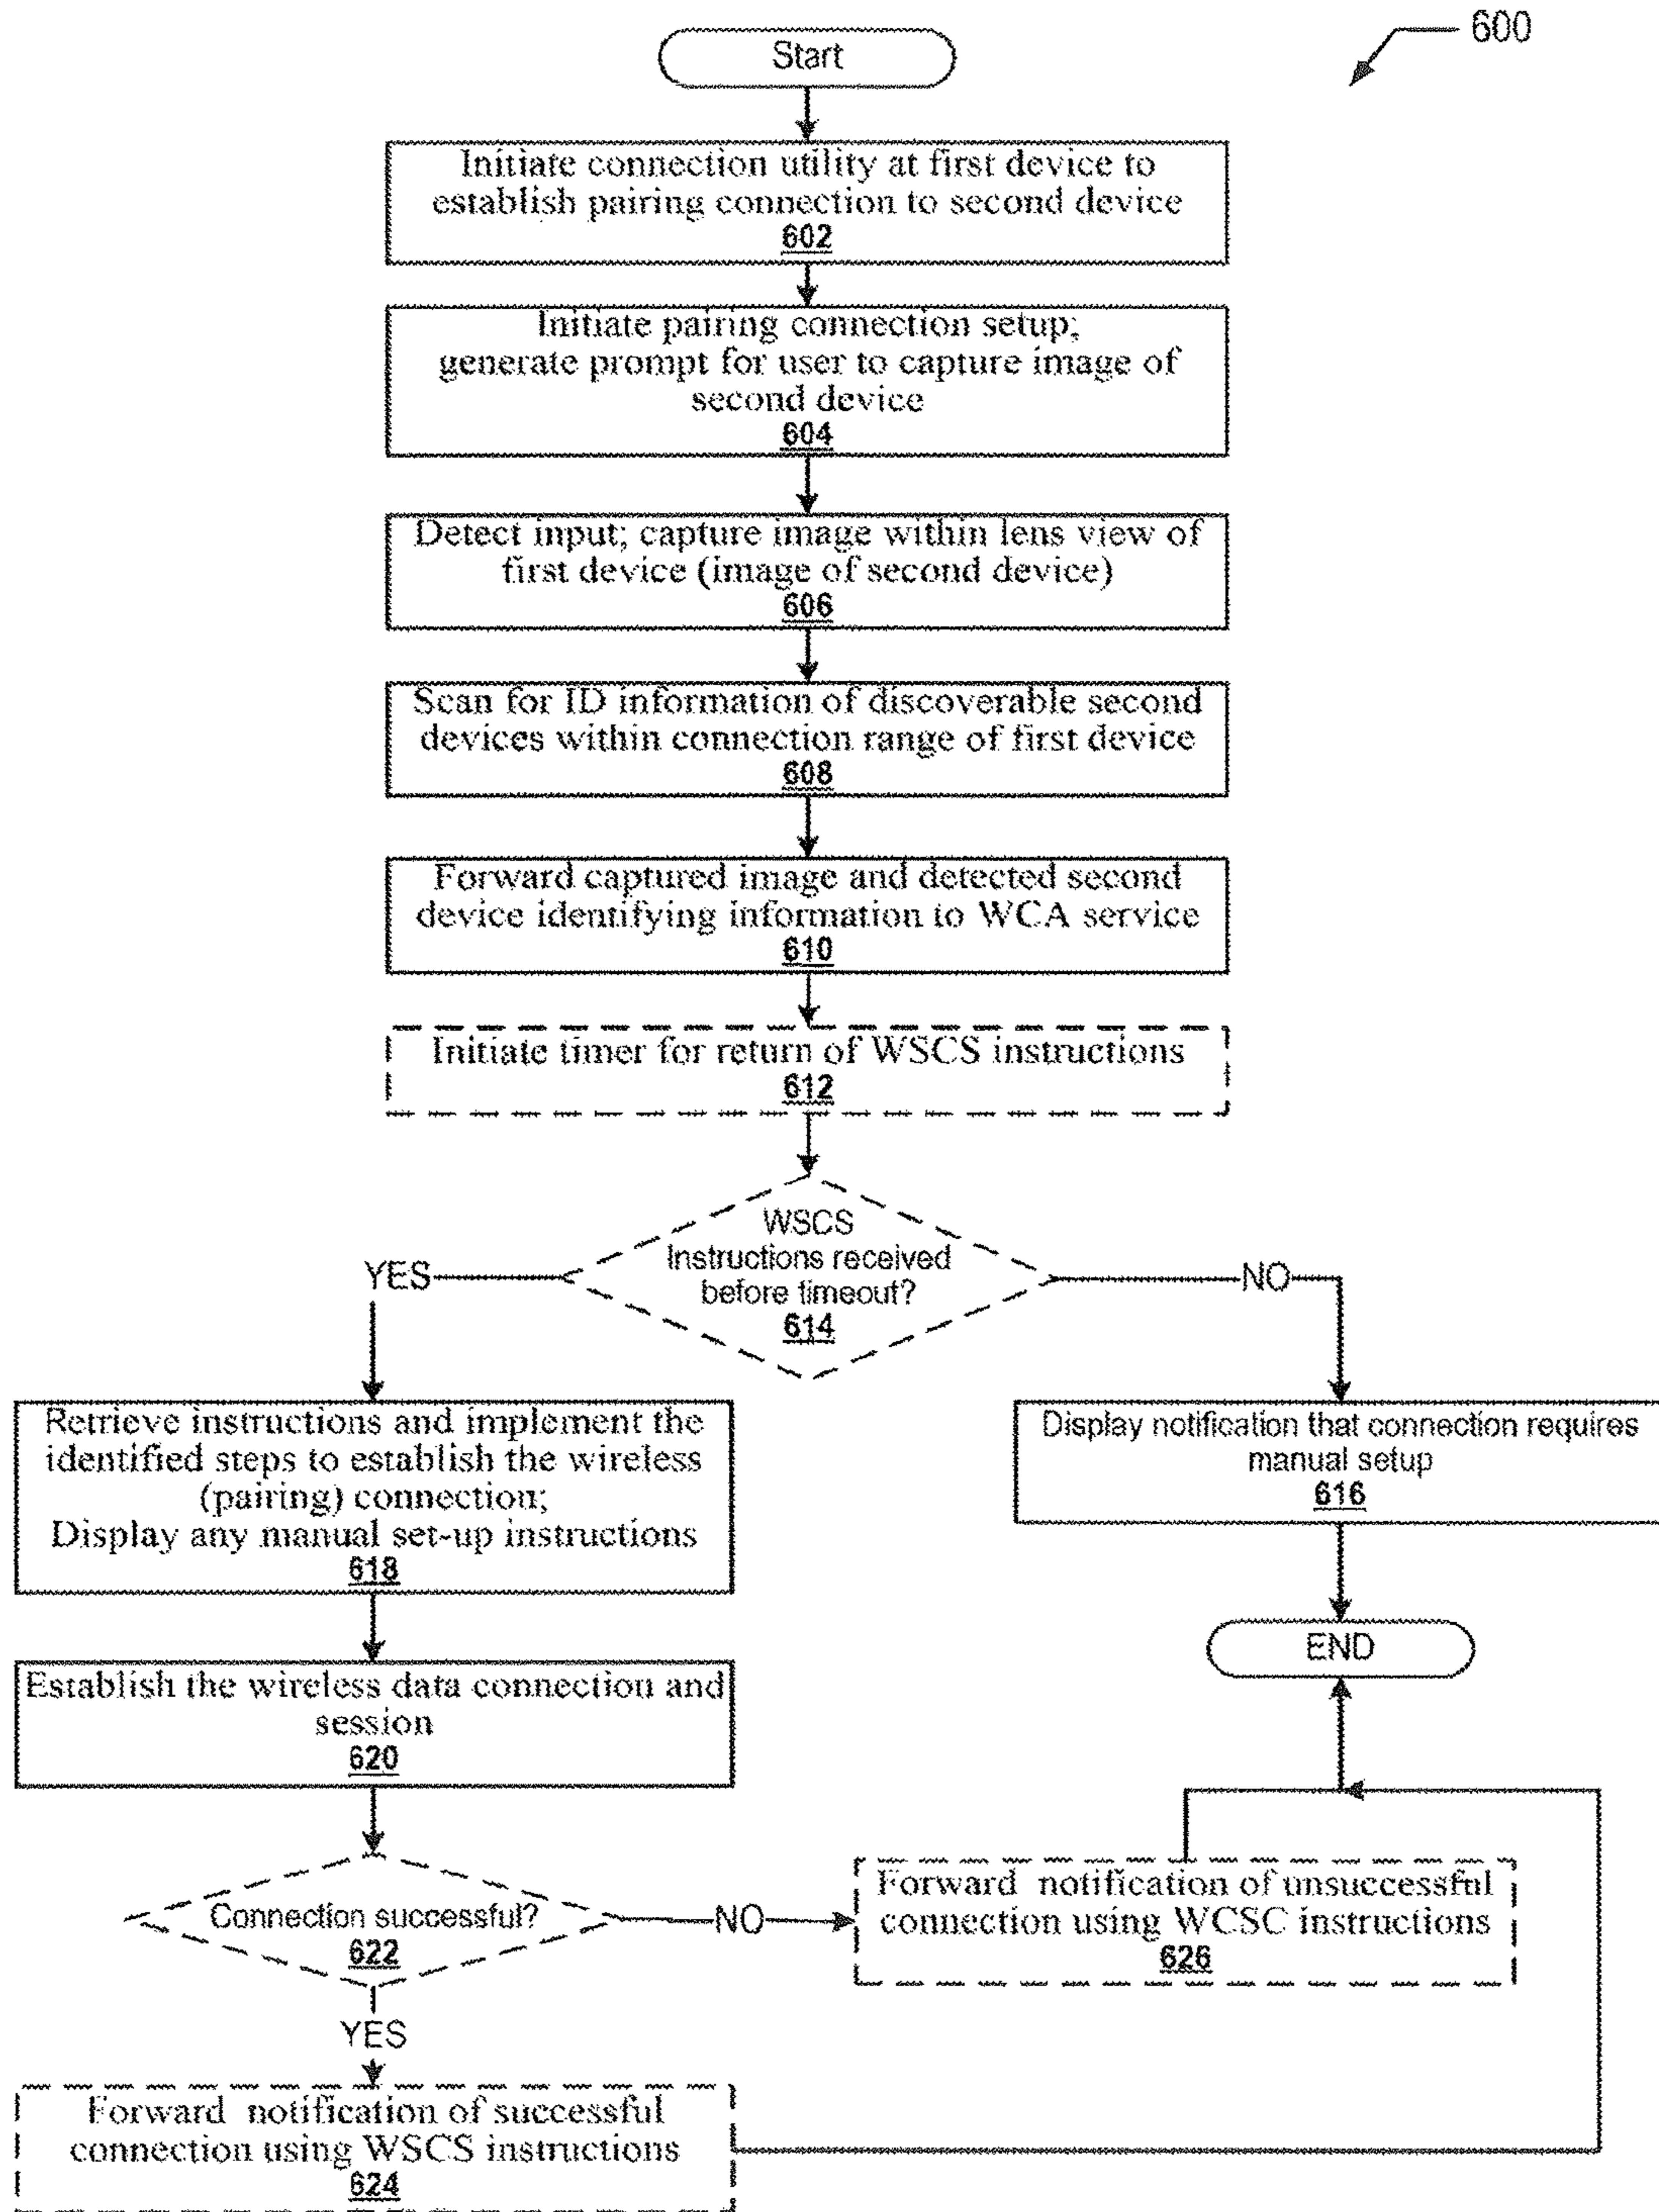 600
Start
Initiate connection utility at first device to
establish pairing connection to second device
602
Initiate pairing connection setup;
generate prompt for user to capture image of
second device
604
Detect input; capture image within lens view of
first device (image of second device)
606
Scan for ID information of discoverable second
devices within connection range of first device
608
Forward captured image and detected second
device identifying information to WCA service
610
Initiate timer for return of WSCS instructions
612
WSCS
Instructions received
before timeout?
614
YES
NO
Retrieve instructions and implement the
identified steps to establish the wireless
(pairing) connection;
Display any manual set-up instructions
618
Display notification that connection requires
manual setup
616
END
Establish the wireless data connection and
session
620
Connection successful?
622
NO
Forward notification of unsuccessful
connection using WCSC instructions
626
YES
Forward notification of successful
connection using WSCS instructions
624